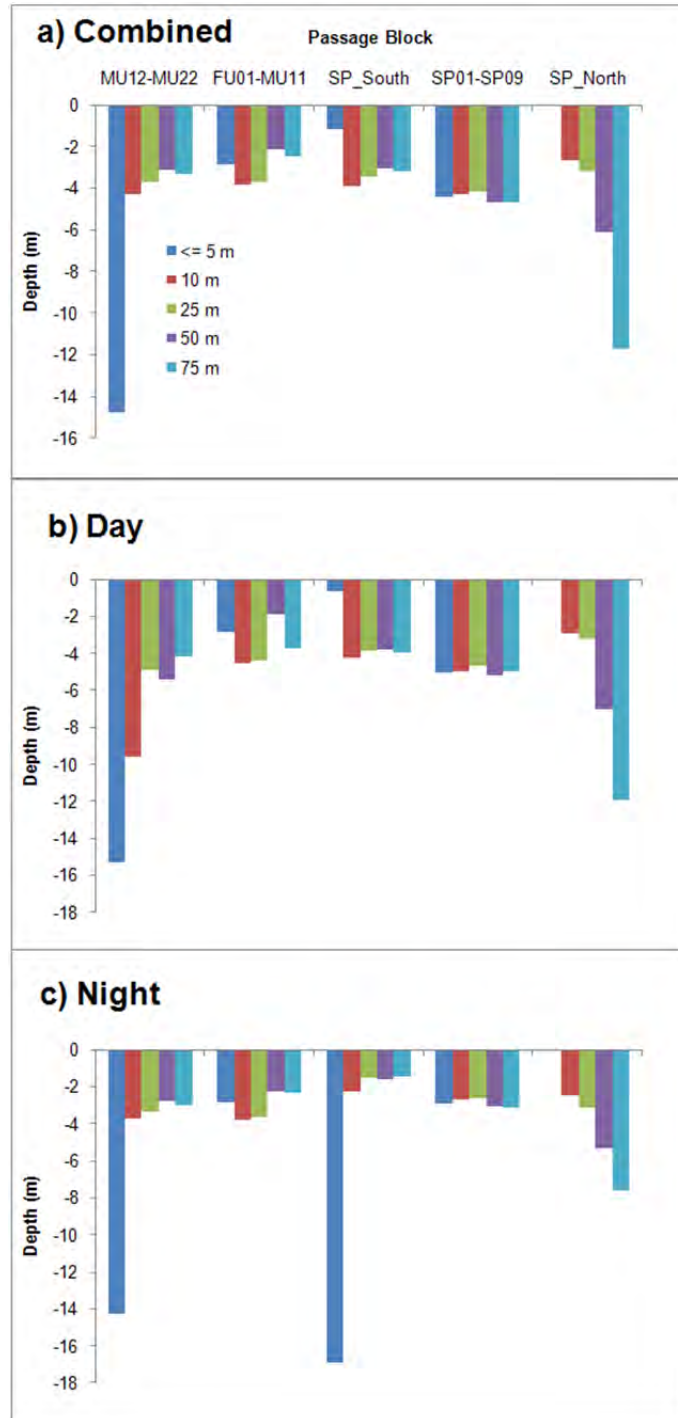 a) Combined
Passage Block
MU12-MU22 FU01-MU11 SP_South SP01-SP09 SP_North
0
-2
-4
-6
-8
-10
-12
-14
-16
Depth (m)
<= 5 m
10 m
25 m
50 m
75 m
b) Day
0
-2
-4
-6
-8
-10
-12
-14
-16
-18
Depth (m)
c) Night
0
-2
-4
-6
-8
-10
-12
-14
-16
-18
Depth (m)